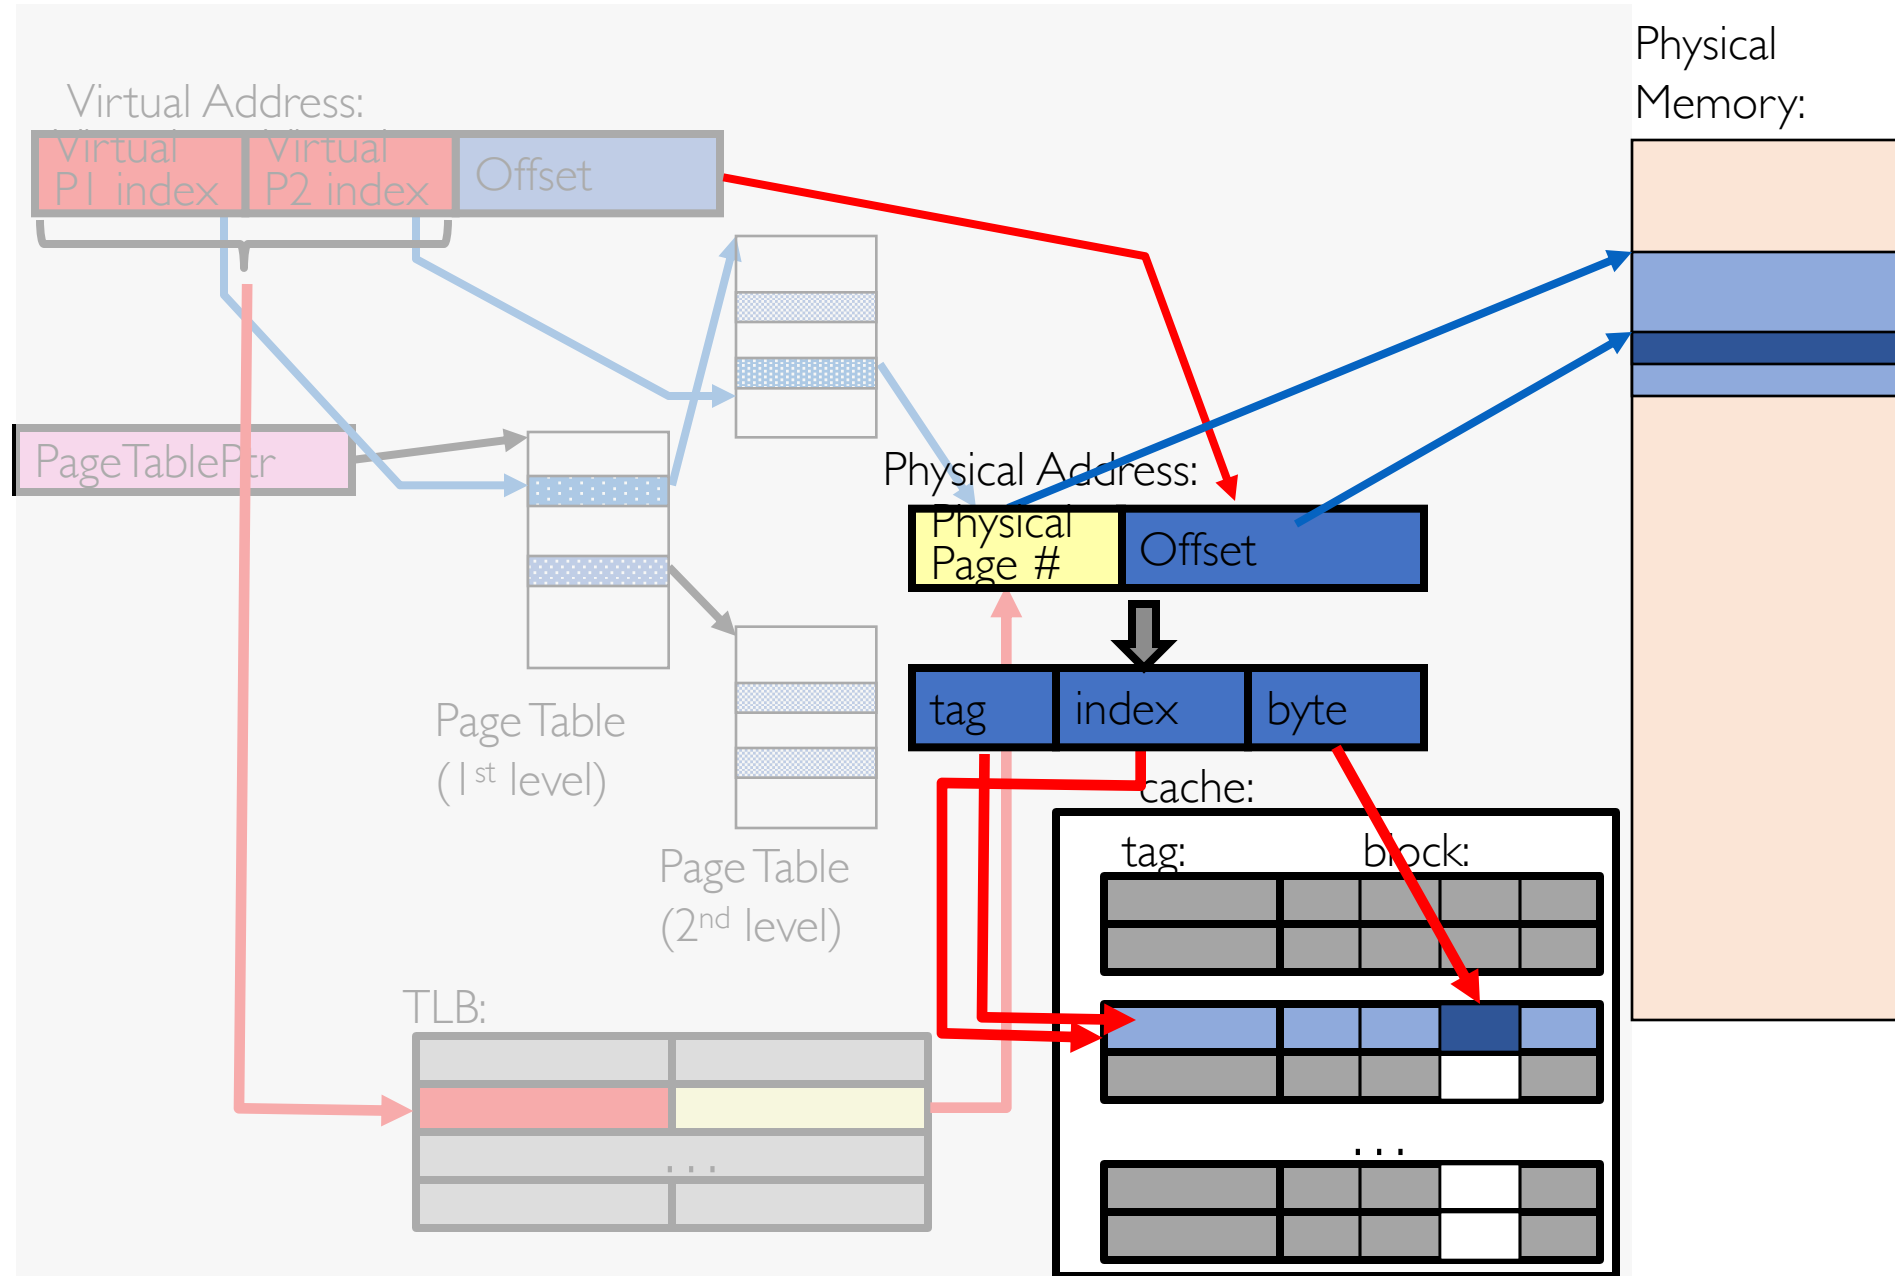 Physical
Memory:
Virtual Address:
Virtual
P1 index
Virtual
P2 index
Offset
PageTablePtr
Physical Address:
Physical
Page #
Offset
tag
index
byte
Page Table
(1st level)
cache:
tag:
block:
Page Table
(2nd level)
TLB:
...
...